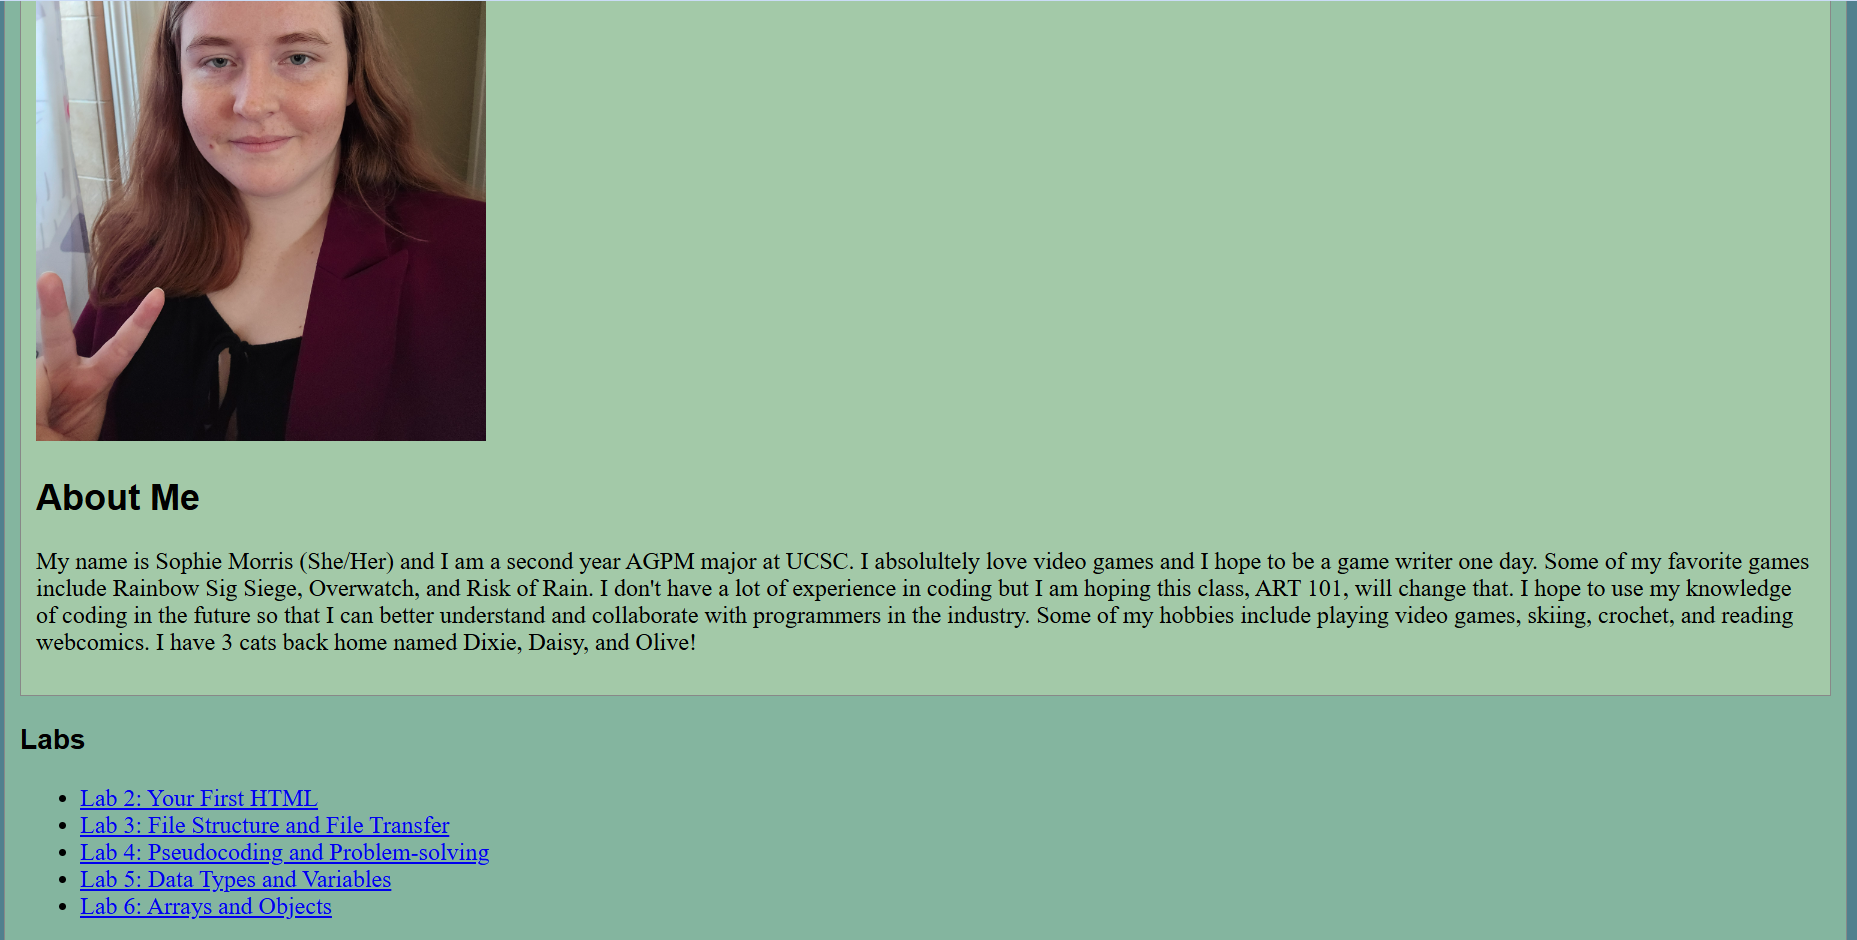 About Me
My name is Sophie Morris (She/Her) and I am a second year AGPM major at UCSC. I absolultely love video games and I hope to be a game writer one day. Some of my favorite games
include Rainbow Sig Siege, Overwatch, and Risk of Rain. I don't have a lot of experience in coding but I am hoping this class, ART 101, will change that. I hope to use my knowledge
of coding in the future so that I can better understand and collaborate with programmers in the industry. Some of my hobbies include playing video games, skiing, crochet, and reading
webcomics. I have 3 cats back home named Dixie, Daisy, and Olive!
Labs
Lab 2: Your First HTML
Lab 3: File Structure and File Transfer
Lab 4: Pseudocoding and Problem-solving
Lab 5: Data Types and Variables
Lab 6: Arrays and Objects